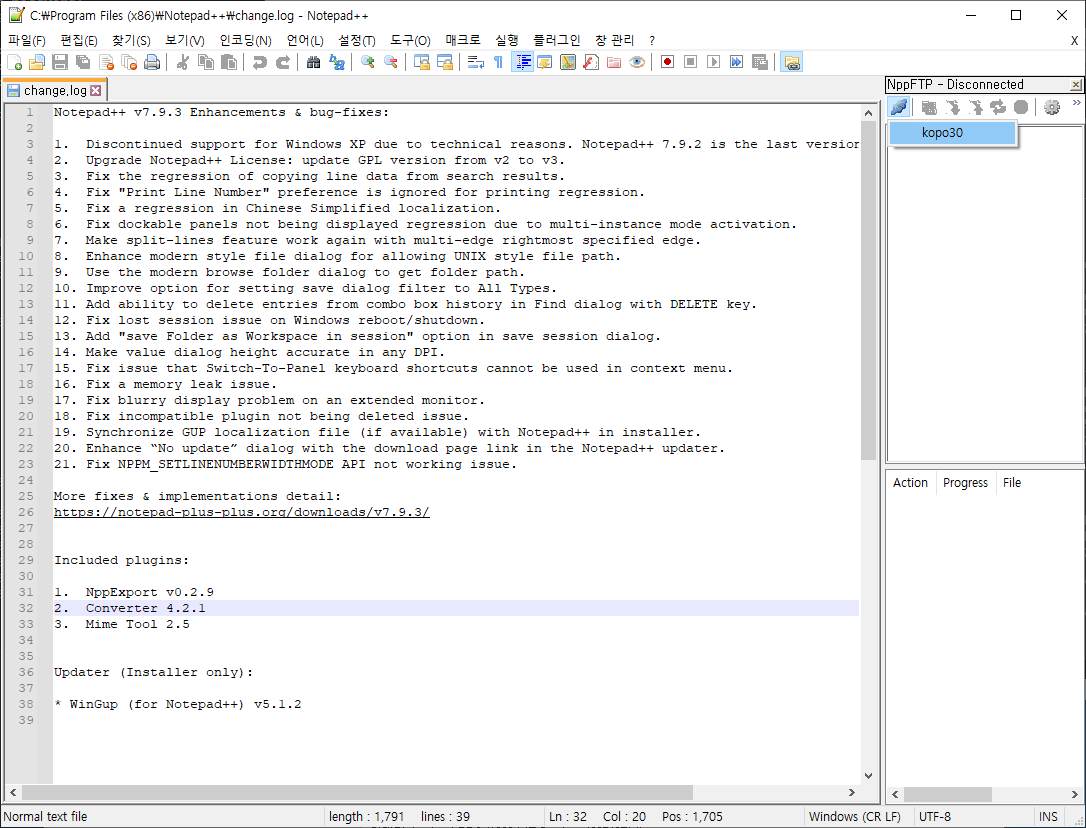 C:\Program Files (x86)\Notepad++\change.log - Notepad++
파일(F) 편집(E) 찾기(S) 보기(V) 인코딩(N) 언어(L) 설정(T) 도구(O) 매크로 실행 플러그인 창 관리 ? X
change.log
NppFTP - Disconnected
kopo30
1 Notepad++ v7.9.3 Enhancements & bug-fixes:
2
3 1. Discontinued support for Windows XP due to technical reasons. Notepad++ 7.9.2 is the last version
4 2. Upgrade Notepad++ License: update GPL version from v2 to v3.
5 3. Fix the regression of copying line data from search results.
6 4. Fix "Print Line Number" preference is ignored for printing regression.
7 5. Fix a regression in Chinese Simplified localization.
8 6. Fix dockable panels not being displayed regression due to multi-instance mode activation.
9 7. Make split-lines feature work again with multi-edge rightmost specified edge.
10 8. Enhance modern style file dialog for allowing UNIX style file path.
11 9. Use the modern browse folder dialog to get folder path.
12 10. Improve option for setting save dialog filter to All Types.
13 11. Add ability to delete entries from combo box history in Find dialog with DELETE key.
14 12. Fix lost session issue on Windows reboot/shutdown.
15 13. Add "save Folder as Workspace in session" option in save session dialog.
16 14. Make value dialog height accurate in any DPI.
17 15. Fix issue that Switch-To-Panel keyboard shortcuts cannot be used in context menu.
18 16. Fix a memory leak issue.
19 17. Fix blurry display problem on an extended monitor.
20 18. Fix incompatible plugin not being deleted issue.
21 19. Synchronize GUP localization file (if available) with Notepad++ in installer.
22 20. Enhance “No update” dialog with the download page link in the Notepad++ updater.
23 21. Fix NPPM_SETLINENUMBERWIDTHMODE API not working issue.
24
25 More fixes & implementations detail:
26 https://notepad-plus-plus.org/downloads/v7.9.3/
27
28
29 Included plugins:
30
31 1. NppExport v0.2.9
32 2. Converter 4.2.1
33 3. Mime Tool 2.5
34
35
36 Updater (Installer only):
37
38 * WinGup (for Notepad++) v5.1.2
39
Action Progress File
Normal text file length : 1,791 lines : 39 Ln : 32 Col : 20 Pos : 1,705 Windows (CR LF) UTF-8 INS